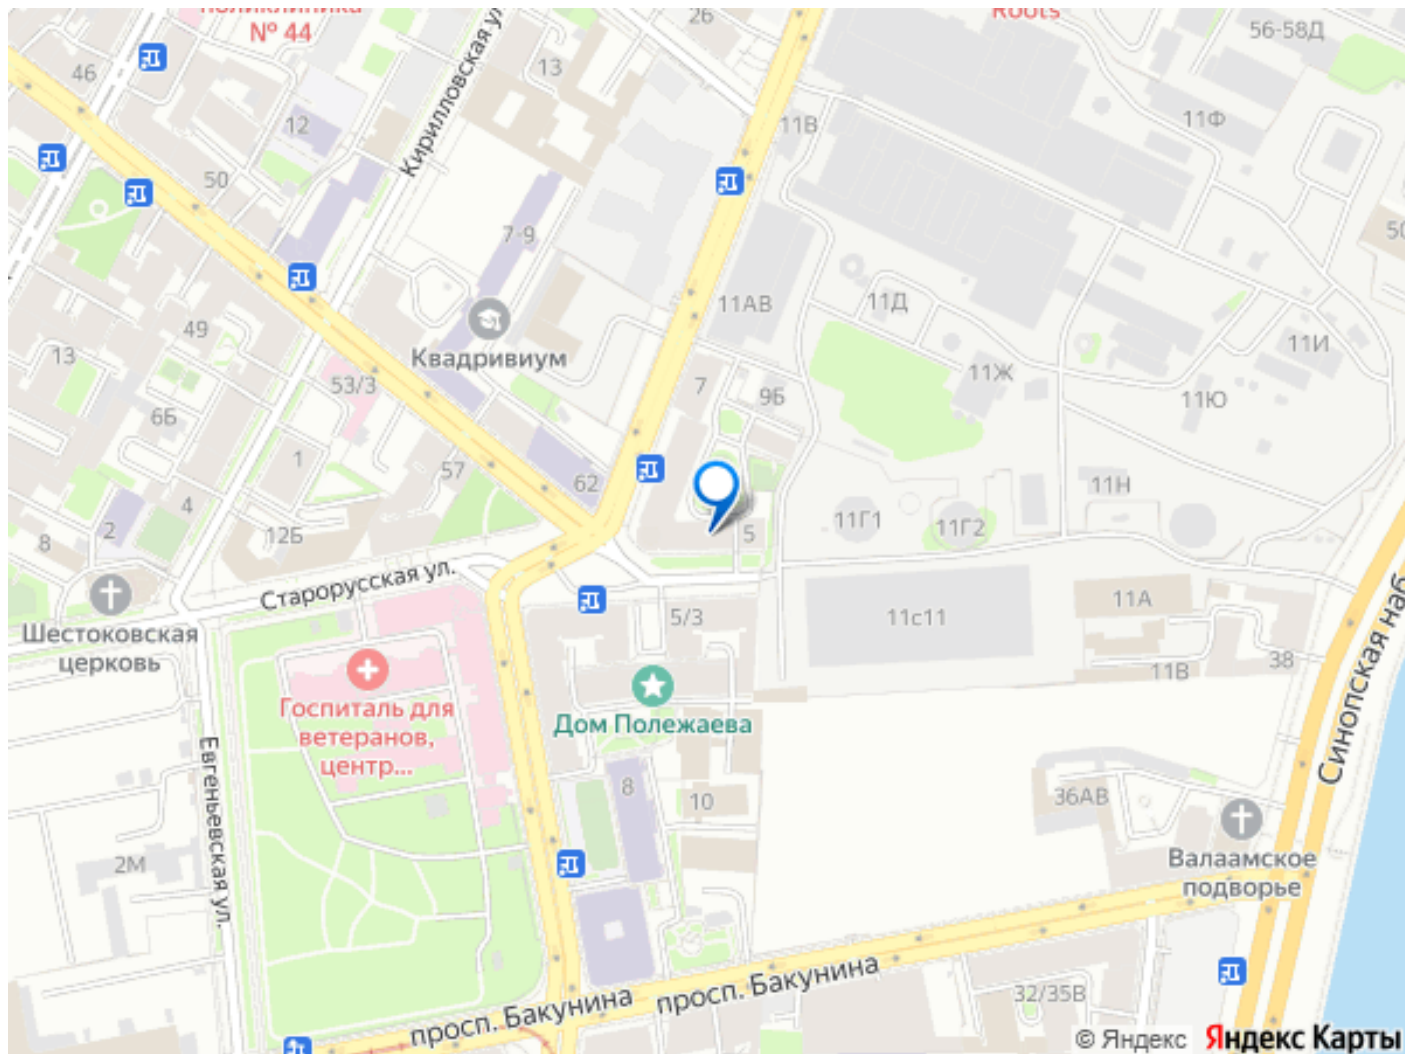 поликлиника
№ 44
26
Roots
56-58Д
46
Кирилловская ул.
13
12
11В
11Ф
50
7-9
50
11АВ
11Д
49
11И
13
Квадривиум
53/3
7
9Б
11Ж
11Ю
6Б
1
57
62
11Н
4
2
12Б
5
11Г1
11Г2
8
Старорусская ул.
Шестоковская
церковь
5/3
11с11
11А
11В
38
Синопская наб
Госпиталь для
ветеранов,
центр...
Дом Полежаева
Евгеньевская ул.
8
10
36АВ
2М
Валаамское
подворье
просп. Бакунина
просп. Бакунина
32/35В
© Яндекс Яндекс Карты